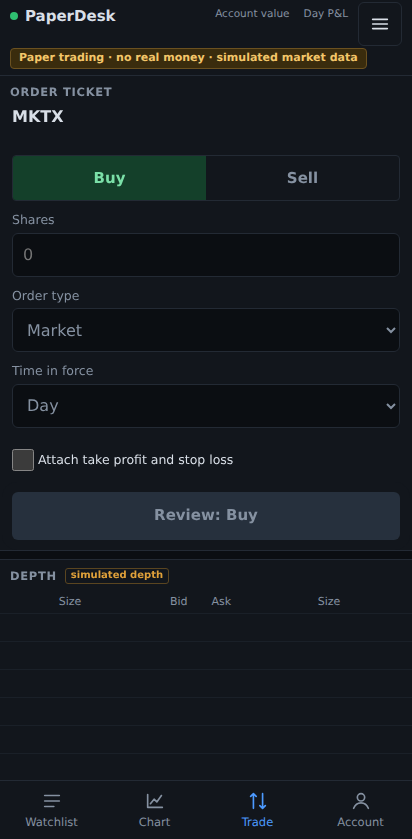 PaperDesk Account value Day P&L
Paper trading · no real money · simulated market data
ORDER TICKET
MKTX
Buy Sell
Shares
0
Order type
Market
Time in force
Day
Attach take profit and stop loss
Review: Buy
DEPTH simulated depth
Size Bid Ask Size
Watchlist Chart Trade Account